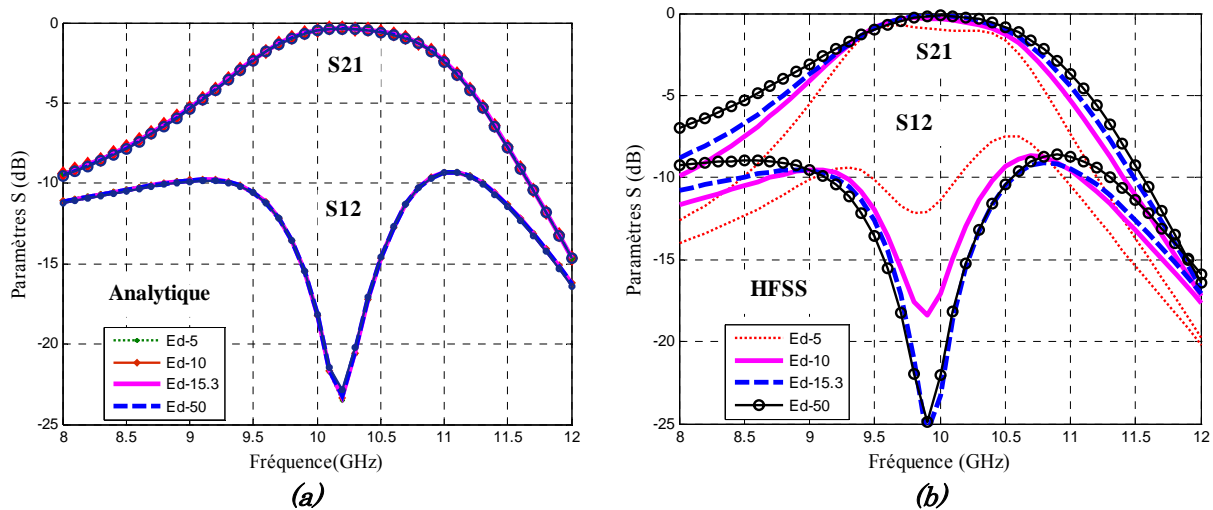 0
-5
-10
-15
-20
-25
Paramètres S (dB)
S21
S12
Analytique
Ed-5
Ed-10
Ed-15.3
Ed-50
8
8.5
9
9.5
10
10.5
11
11.5
12
Fréquence(GHz)
(a)
0
-5
-10
-15
-20
-25
Paramètres S (dB)
S21
S12
HFSS
Ed-5
Ed-10
Ed-15.3
Ed-50
8
8.5
9
9.5
10
10.5
11
11.5
12
Fréquence (GHz)
(b)